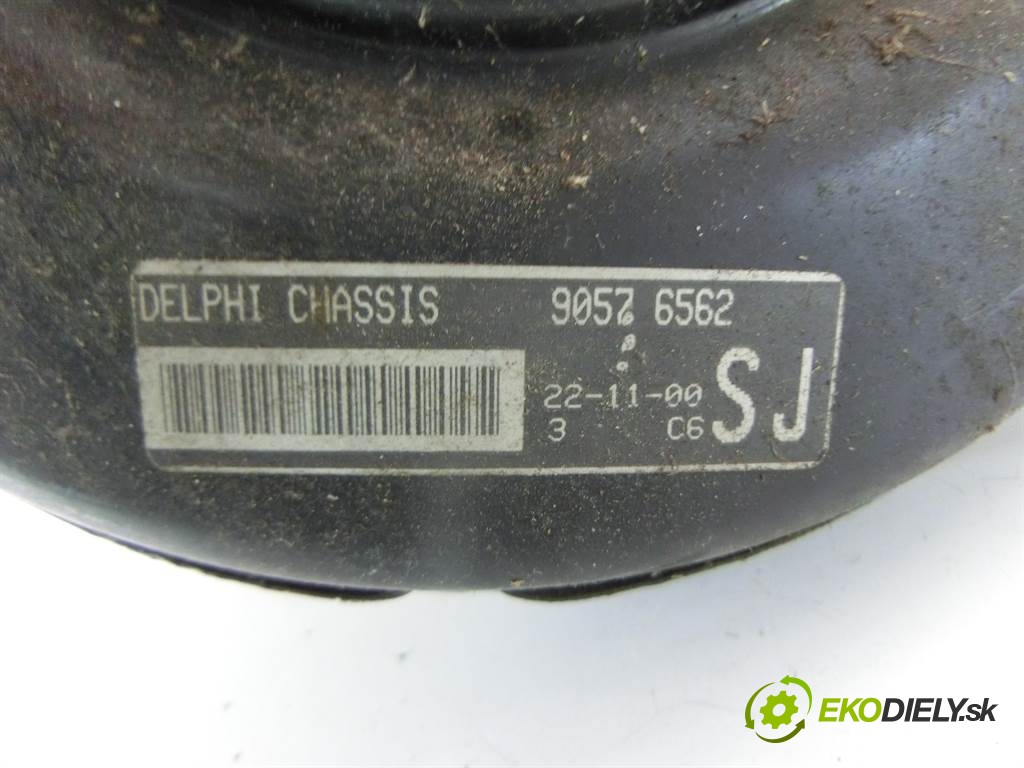 DELPHI CHASSIS 9057 6562
22-11-00
3 C6 SJ
EKODIELY.sk